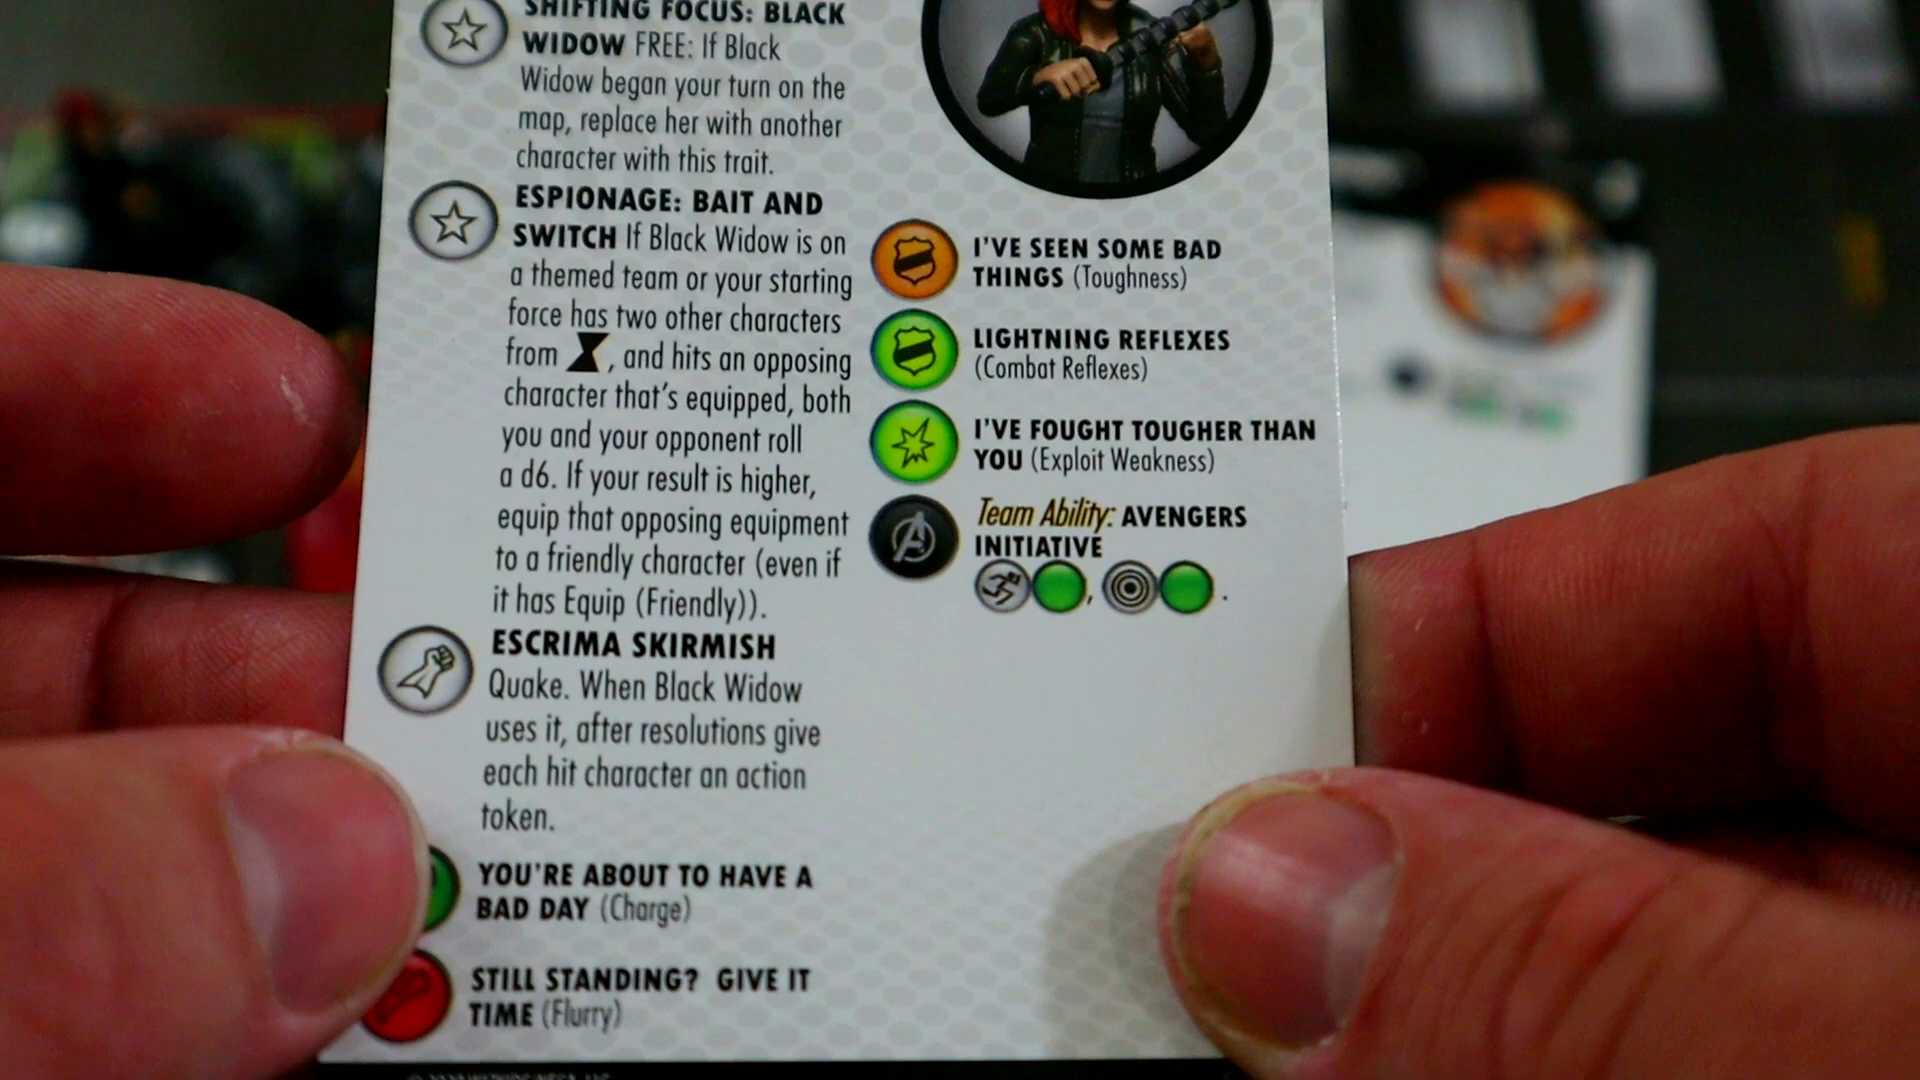 SHIFTING FOCUS: BLACK
WIDOW FREE: If Black
Widow began your turn on the
map, replace her with another
character with this trait.
ESPIONAGE: BAIT AND
SWITCH If Black Widow is on
a themed team or your starting
force has two other characters
from , and hits an opposing
character that's equipped, both
you and your opponent roll
a d6. If your result is higher,
equip that opposing equipment
to a friendly character (even if
it has Equip (Friendly)).
ESCRIMA SKIRMISH
Quake. When Black Widow
uses it, after resolutions give
each hit character an action
token.
YOU'RE ABOUT TO HAVE A
BAD DAY (Charge)
STILL STANDING? GIVE IT
TIME (Flurry)
I'VE SEEN SOME BAD
THINGS (Toughness)
LIGHTNING REFLEXES
(Combat Reflexes)
I'VE FOUGHT TOUGHER THAN
YOU (Exploit Weakness)
Team Ability: AVENGERS
INITIATIVE
, .